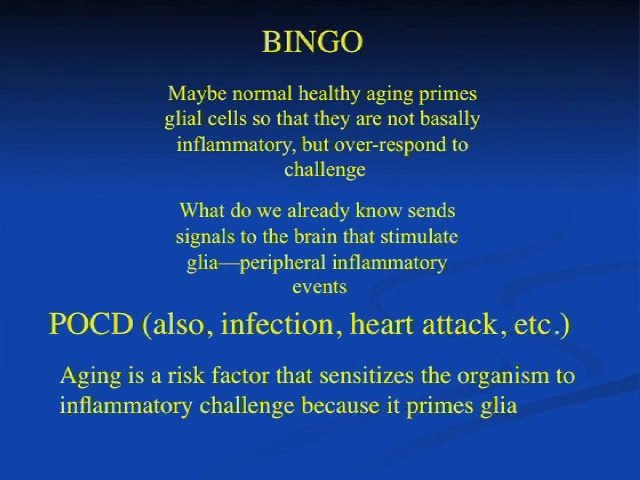 BINGO
Maybe normal healthy aging primes
glial cells so that they are not basally
inflammatory, but over-respond to
challenge
What do we already know sends
signals to the brain that stimulate
glia—peripheral inflammatory
events
POCD (also, infection, heart attack, etc.)
Aging is a risk factor that sensitizes the organism to
inflammatory challenge because it primes glia